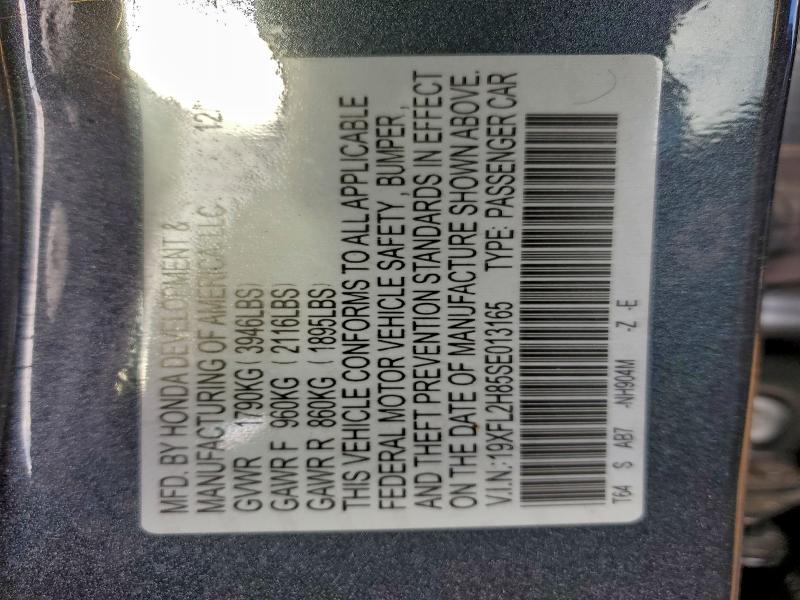 MFD. BY HONDA DEVELOPMENT &
MANUFACTURING OF AMERICA, LLC.
GVWR 1790KG ( 3946LBS)
GAWR F 960KG ( 2116LBS)
GAWR R 860KG ( 1895LBS)
THIS VEHICLE CONFORMS TO ALL APPLICABLE
FEDERAL MOTOR VEHICLE SAFETY, BUMPER,
AND THEFT PREVENTION STANDARDS IN EFFECT
ON THE DATE OF MANUFACTURE SHOWN ABOVE.
V.I.N.: 19XFL2H85SE013165 TYPE: PASSENGER CAR
T64 S AB7 -NH904M -Z -E